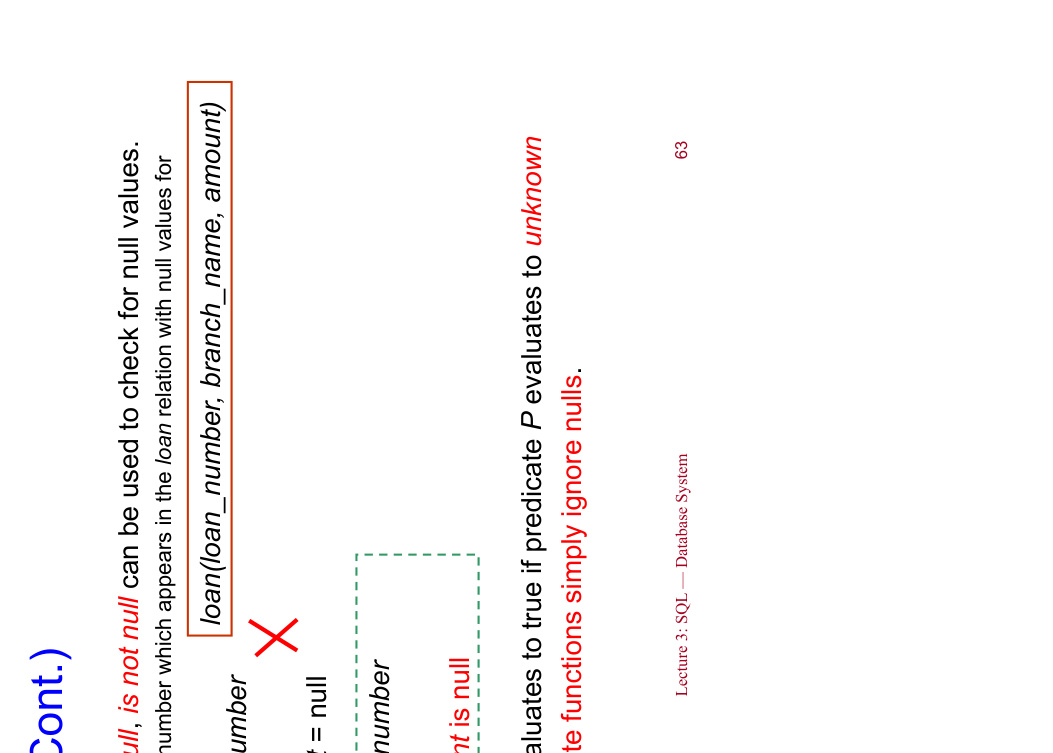 Cont.)
ull, is not null can be used to check for null values.
number which appears in the loan relation with null values for
loan(loan_number, branch_name, amount)
umber
t = null
number
nt is null
aluates to true if predicate P evaluates to unknown
te functions simply ignore nulls.
Lecture 3: SQL — Database System
63